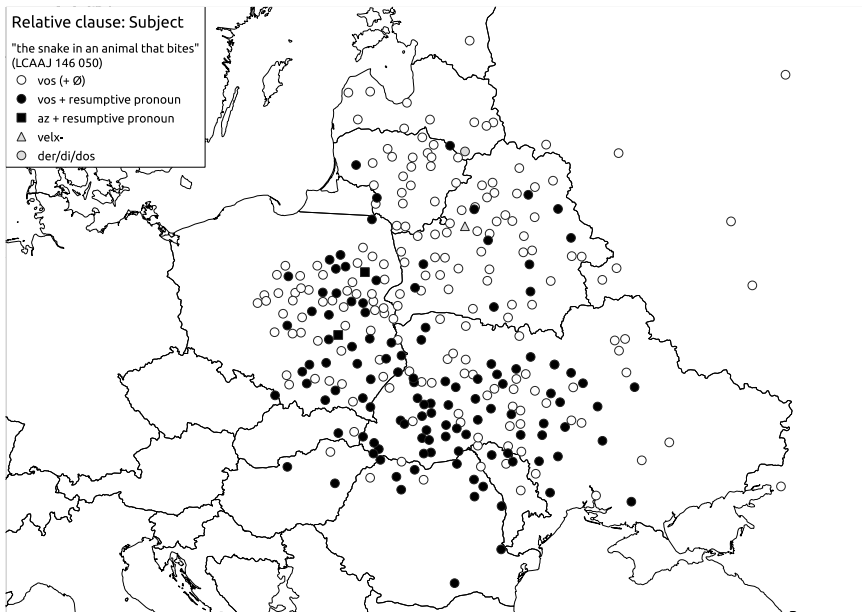 Relative clause: Subject
"the snake in an animal that bites"
(LCAAJ 146 050)
vos (+ Ø)
vos + resumptive pronoun
az + resumptive pronoun
velx-
der/di/dos